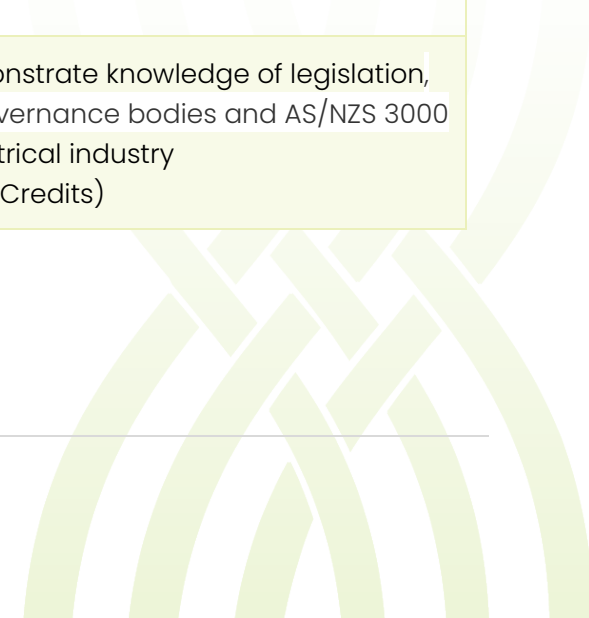 onstrate knowledge of legislation,
vernance bodies and AS/NZS 3000
trical industry
Credits)